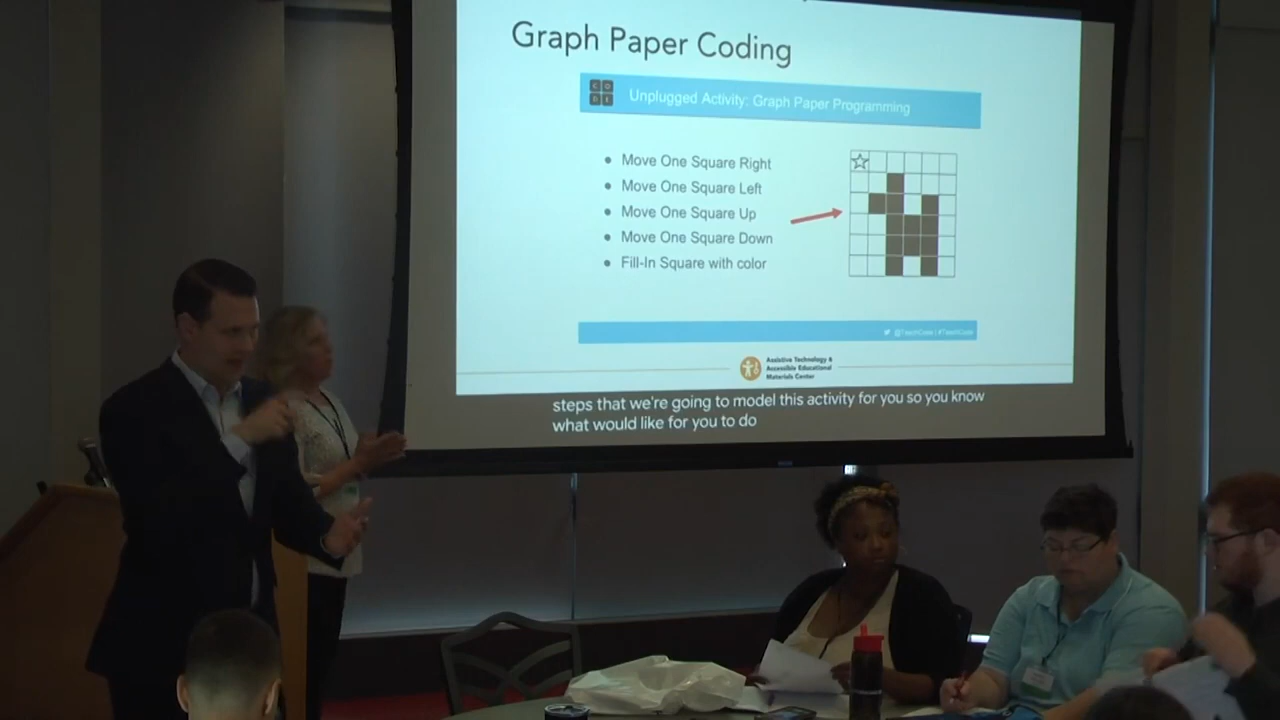 Graph Paper Coding
C O
D E
Unplugged Activity: Graph Paper Programming
Move One Square Right
Move One Square Left
Move One Square Up
Move One Square Down
Fill-In Square with color
@TeachCode | #TeachCode
Assistive Technology &
Accessible Educational
Materials Center
steps that we're going to model this activity for you so you know
what would like for you to do